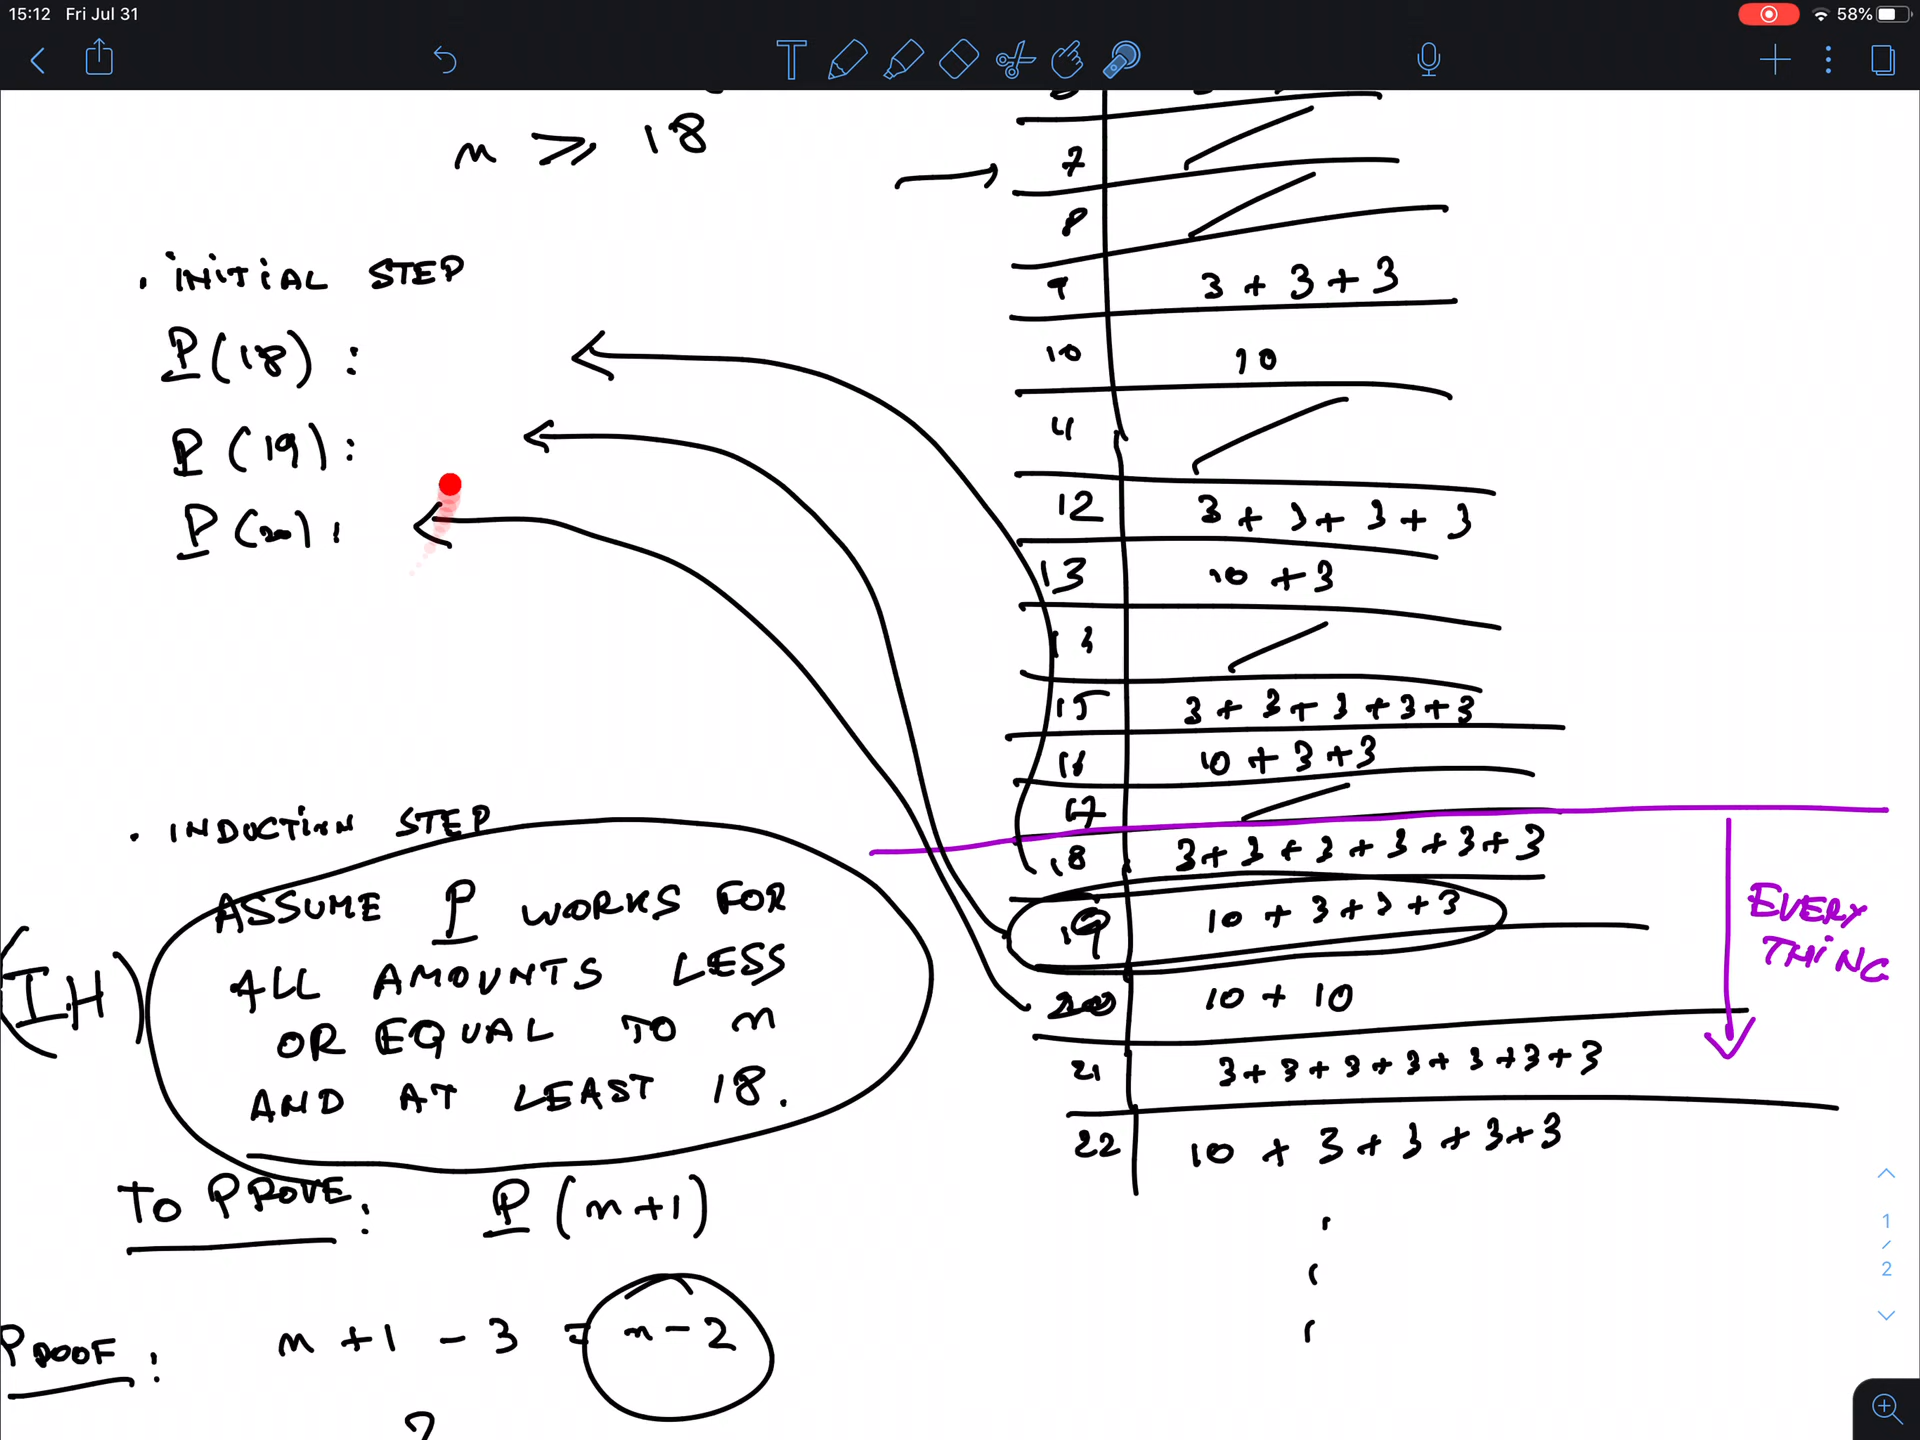 15:12 Fri Jul 31
58%
n ⩾ 18
. INITIAL STEP
P(18) :
P(19):
P(20):
. INDUCTION STEP
(IH)
ASSUME P WORKS FOR
ALL AMOUNTS LESS
OR EQUAL TO n
AND AT LEAST 18.
TO PROVE: P(n+1)
PROOF: n+1-3 = n-2
7
8
9 3+3+3
10 10
11
12 3+3+3+3
13 10+3
14
15 3+3+3+3+3
16 10+3+3
17
18 3+3+3+3+3+3
19 10+3+3+3
20 10+10
21 3+3+3+3+3+3+3
22 10+3+3+3+3
EVERY
THING
1
/
2